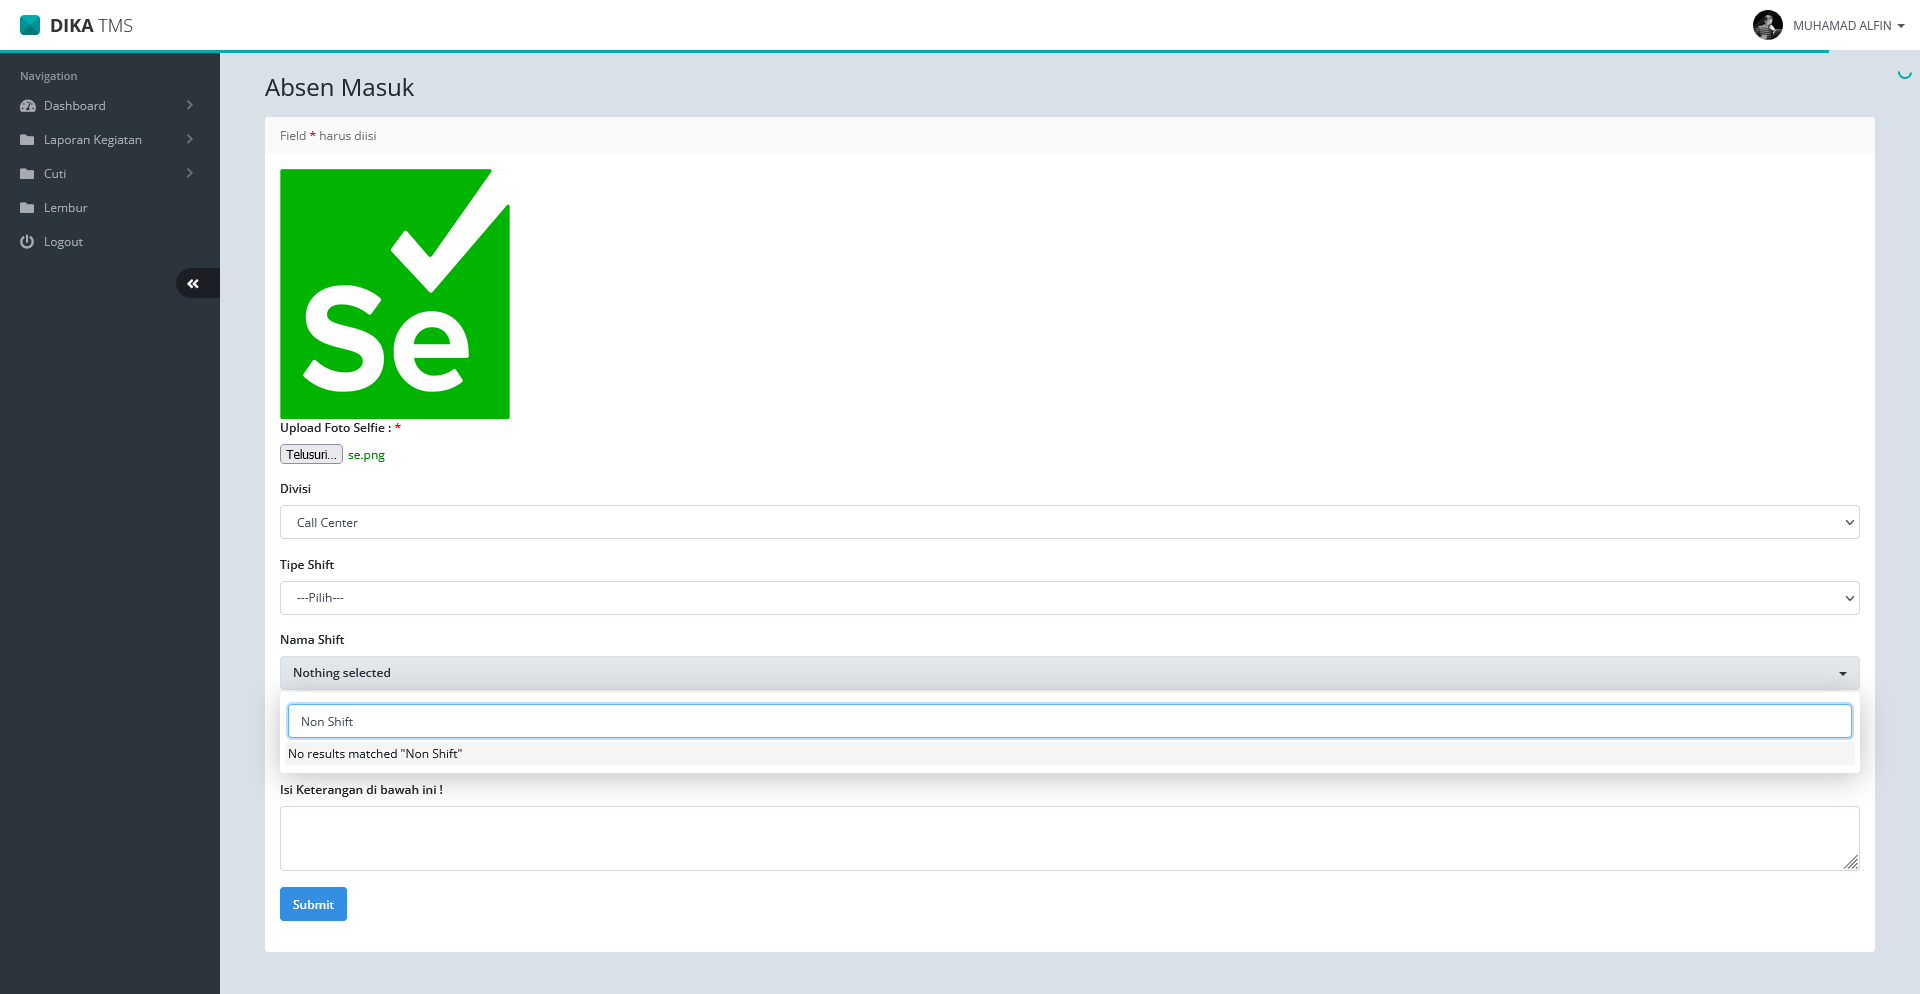 DIKA TMS
MUHAMAD ALFIN
Navigation
Dashboard
Laporan Kegiatan
Cuti
Lembur
Logout
Absen Masuk
Field * harus diisi
Se
Upload Foto Selfie : *
Telusuri... se.png
Divisi
Call Center
Tipe Shift
---Pilih---
Nama Shift
Nothing selected
Non Shift
No results matched "Non Shift"
Isi Keterangan di bawah ini !
Submit